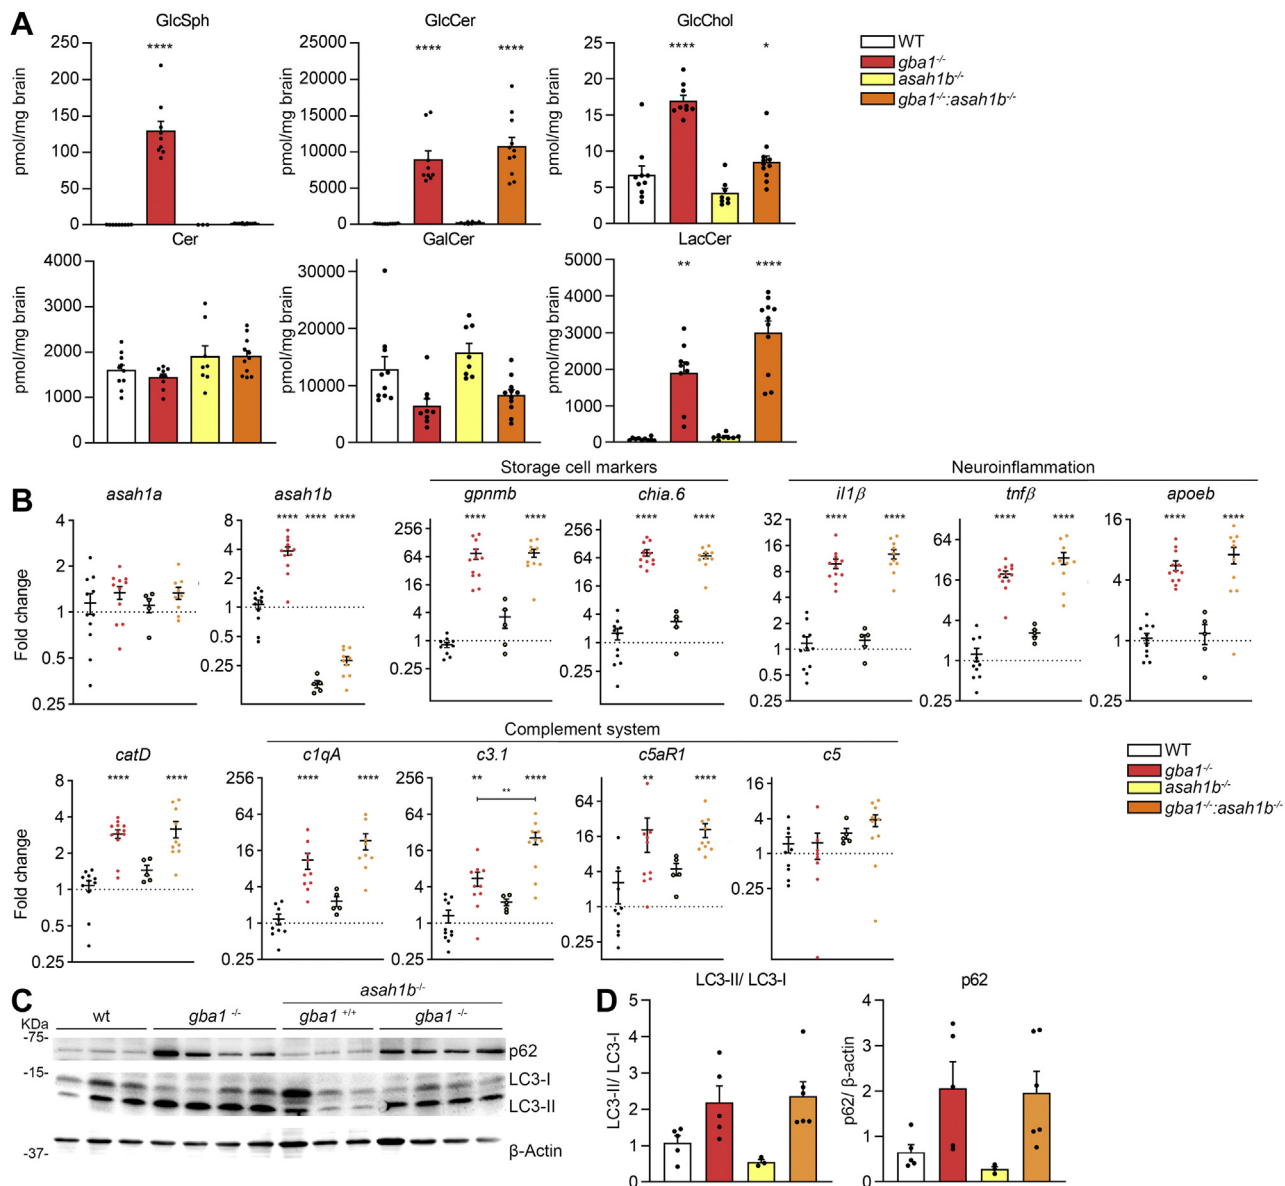 A
GlcSph
GlcCer
GlcChol
WT
gba1-/-
asah1b-/-
gba1-/-:asah1b-/-
pmol/mg brain
250
200
150
100
50
0
****
pmol/mg brain
25000
20000
15000
10000
5000
0
****
****
pmol/mg brain
25
20
15
10
5
0
****
*
Cer
GalCer
LacCer
pmol/mg brain
4000
3000
2000
1000
0
pmol/mg brain
30000
20000
10000
0
pmol/mg brain
5000
4000
3000
2000
1000
0
**
****
B
Storage cell markers
Neuroinflammation
asah1a
asah1b
gpnmb
chia.6
il1β
tnfβ
apoeb
Fold change
4
2
1
0.5
0.25
8
4
2
1
0.5
0.25
**** **** ****
256
64
16
4
1
0.25
**** ****
256
64
16
4
1
0.25
**** ****
32
16
8
4
2
1
0.5
0.25
**** ****
64
16
4
1
0.25
**** ****
16
4
1
0.25
**** ****
Complement system
catD
c1qA
c3.1
c5aR1
c5
WT
gba1-/-
asah1b-/-
gba1-/-:asah1b-/-
Fold change
8
4
2
1
0.5
0.25
**** ****
256
64
16
4
1
0.25
**** ****
256
64
16
4
1
0.25
** ****
**
64
16
4
1
0.25
** ****
16
4
1
0.25
C
asah1b-/-
KDa
wt
gba1 -/-
gba1 +/+
gba1 -/-
-75-
p62
-15-
LC3-I
LC3-II
β-Actin
-37-
D
LC3-II/ LC3-I
p62
LC3-II/ LC3-I
5
4
3
2
1
0
p62/ β-actin
4
3
2
1
0